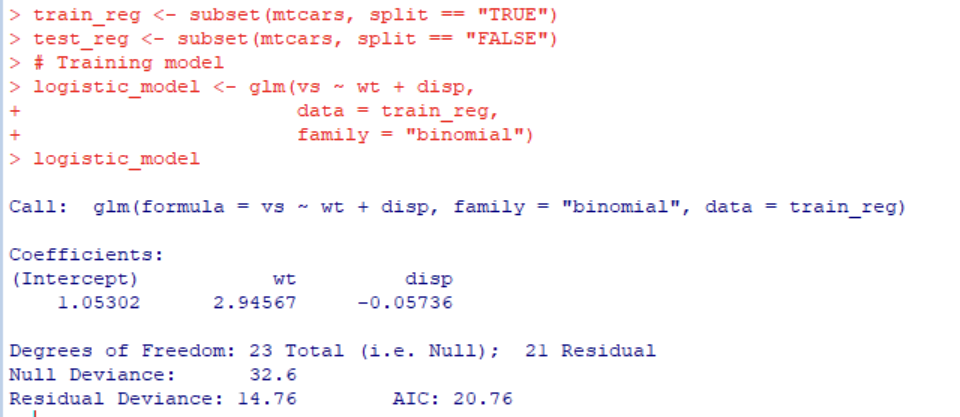 > train_reg <- subset(mtcars, split == "TRUE")
> test_reg <- subset(mtcars, split == "FALSE")
> # Training model
> logistic_model <- glm(vs ~ wt + disp,
+                       data = train_reg,
+                       family = "binomial")
> logistic_model

Call:  glm(formula = vs ~ wt + disp, family = "binomial", data = train_reg)

Coefficients:
(Intercept)           wt         disp
    1.05302      2.94567     -0.05736

Degrees of Freedom: 23 Total (i.e. Null);  21 Residual
Null Deviance:      32.6
Residual Deviance: 14.76        AIC: 20.76